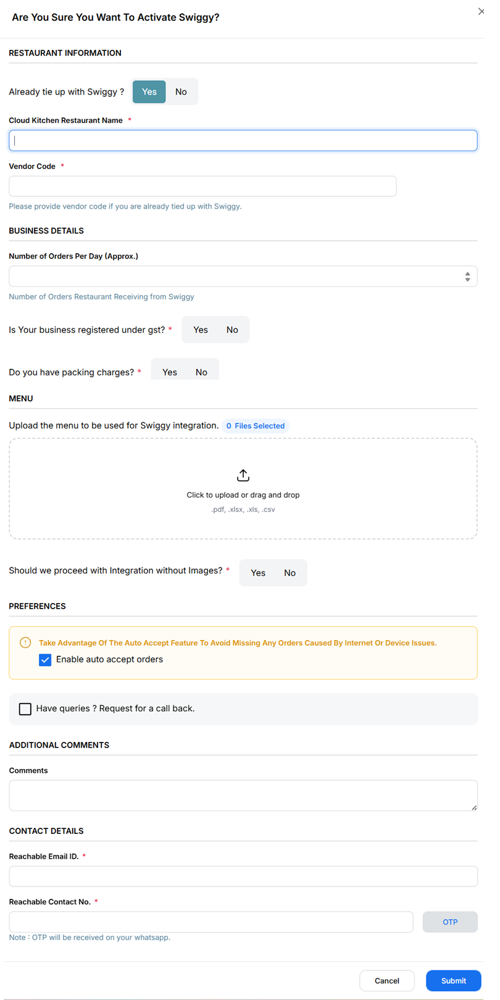 Are You Sure You Want To Activate Swiggy?
RESTAURANT INFORMATION
Already tie up with Swiggy ? Yes No
Cloud Kitchen Restaurant Name *
Vendor Code *
Please provide vendor code if you are already tied up with Swiggy.
BUSINESS DETAILS
Number of Orders Per Day (Approx.)
Number of Orders Restaurant Receiving from Swiggy
Is Your business registered under gst? * Yes No
Do you have packing charges? * Yes No
MENU
Upload the menu to be used for Swiggy integration. 0 Files Selected
Click to upload or drag and drop
.pdf, .xlsx, .xls, .csv
Should we proceed with Integration without Images? * Yes No
PREFERENCES
Take Advantage Of The Auto Accept Feature To Avoid Missing Any Orders Caused By Internet Or Device Issues.
Enable auto accept orders
Have queries ? Request for a call back.
ADDITIONAL COMMENTS
Comments
CONTACT DETAILS
Reachable Email ID. *
Reachable Contact No. *
OTP
Note : OTP will be received on your whatsapp.
Cancel Submit